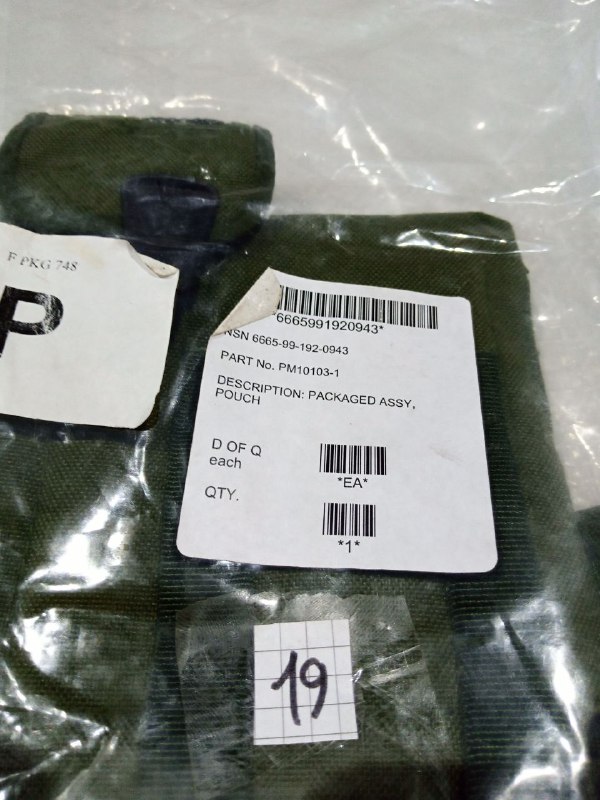 F PKG 748
P
*6665991920943*
NSN 6665-99-192-0943
PART No. PM10103-1
DESCRIPTION: PACKAGED ASSY,
POUCH
D OF Q
each
*EA*
QTY.
*1*
19